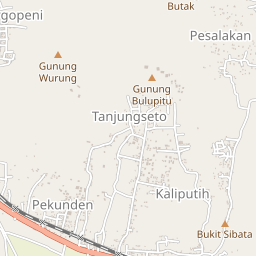 Butak
gopeni
Pesalakan
Gunung
Wurung
Gunung
Bulupitu
Tanjungseto
Kaliputih
Pekunden
Bukit Sibata